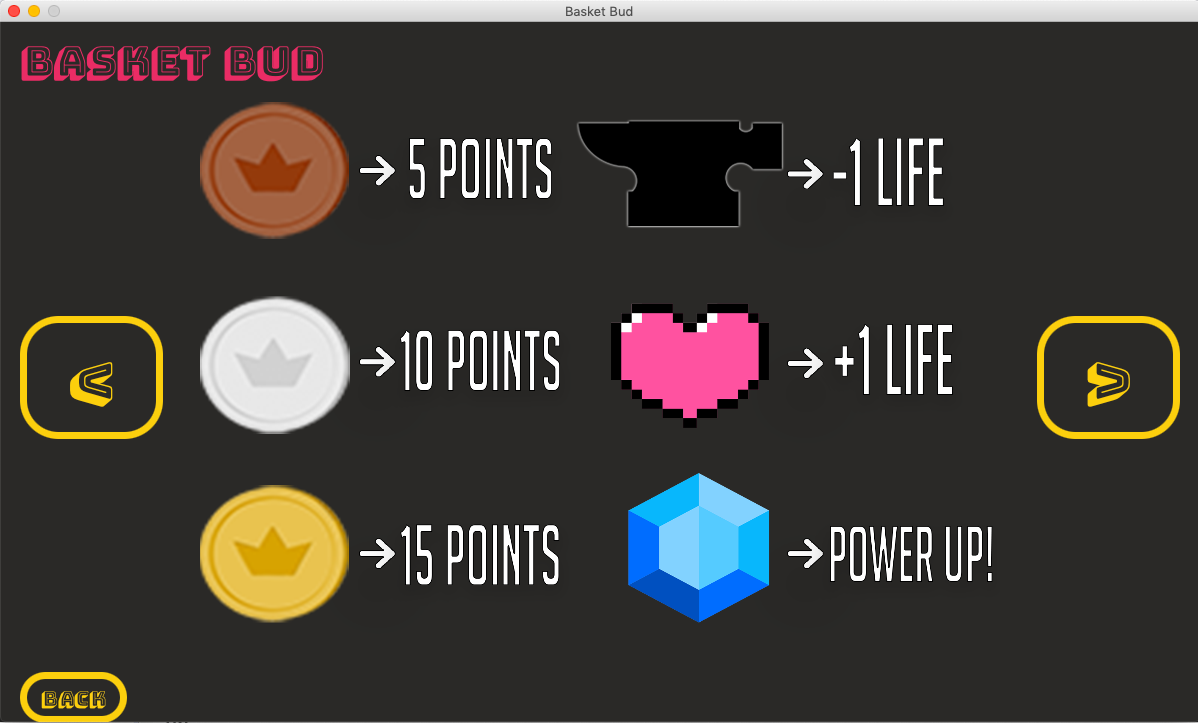 Basket Bud
BASKET BUD
5 POINTS
-1 LIFE
10 POINTS
+1 LIFE
<
>
15 POINTS
POWER UP!
BACK